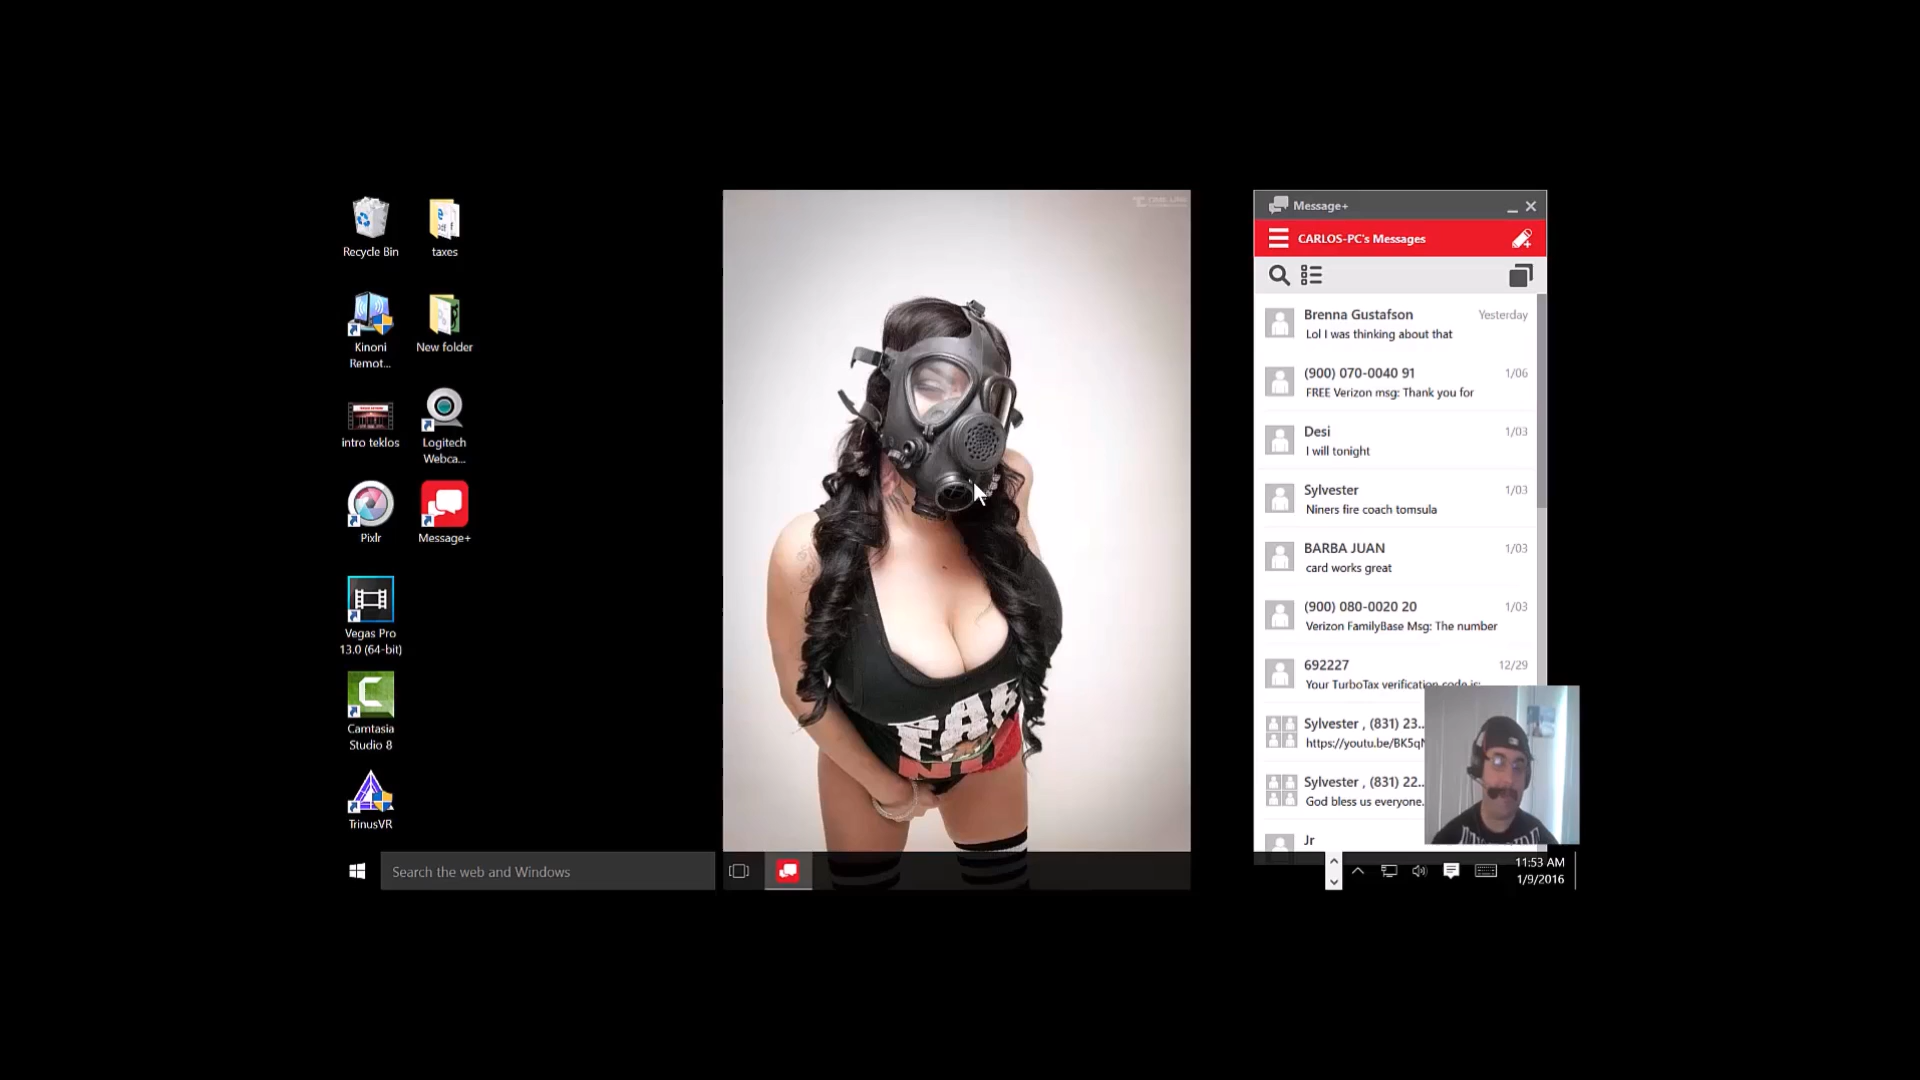 Recycle Bin
taxes
Kinoni
Remot...
New folder
intro teklos
Logitech
Webca...
Pixlr
Message+
Vegas Pro
13.0 (64-bit)
Camtasia
Studio 8
TrinusVR
Search the web and Windows
Message+
CARLOS-PC's Messages
Brenna Gustafson
Yesterday
Lol I was thinking about that
(900) 070-0040 91
1/06
FREE Verizon msg: Thank you for
Desi
1/03
I will tonight
Sylvester
1/03
Niners fire coach tomsula
BARBA JUAN
1/03
card works great
(900) 080-0020 20
1/03
Verizon FamilyBase Msg: The number
692227
12/29
Your TurboTax verification code is:
Sylvester , (831) 23...
https://youtu.be/BK5q
Sylvester , (831) 22...
God bless us everyone.
Jr
11:53 AM
1/9/2016